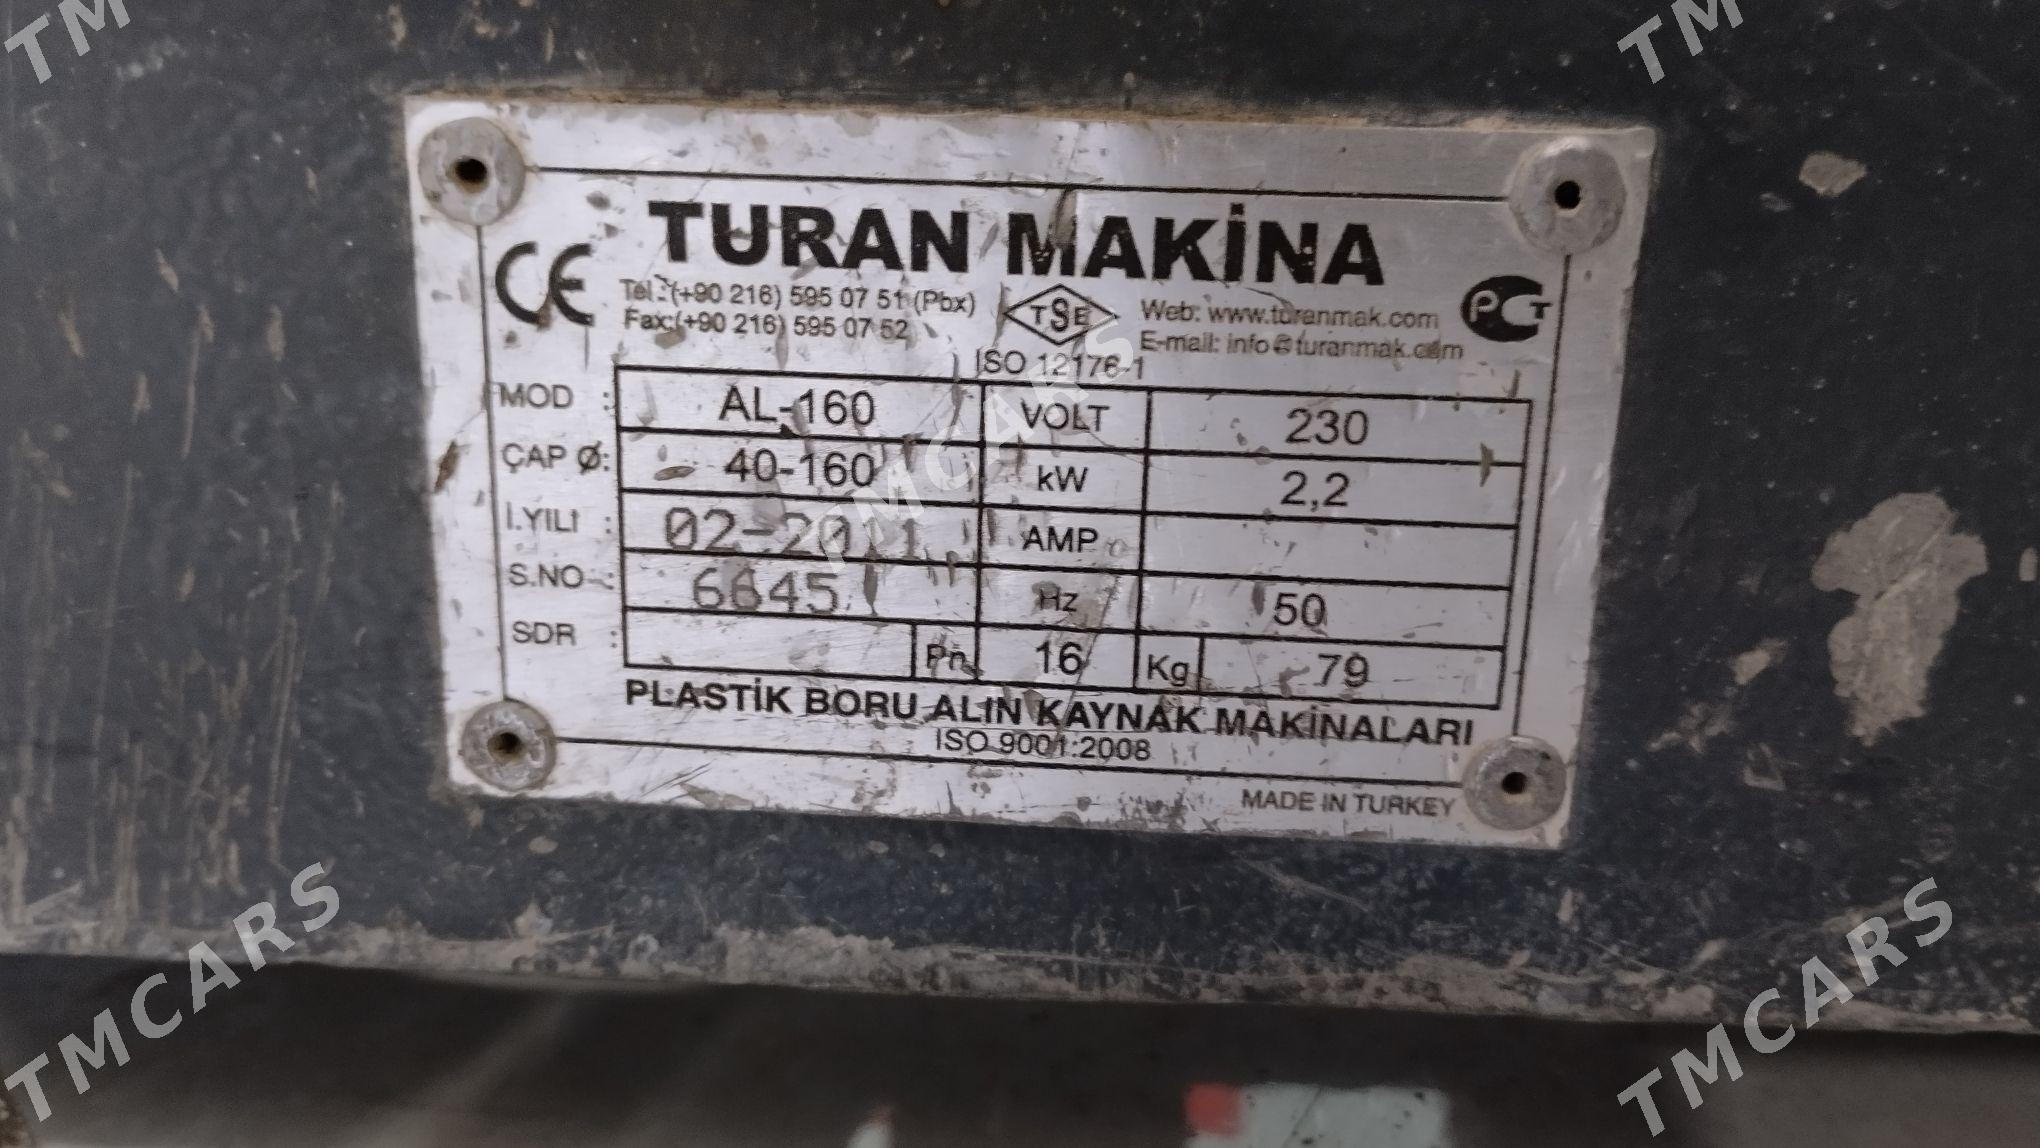 TURAN MAKİNA
CE
Tel.:(+90 216) 595 07 51 (Pbx)
Fax:(+90 216) 595 07 52
TSE
Web: www.turanmak.com
E-mail: info@turanmak.com
PCT
ISO 12176-1
MOD : AL-160 VOLT 230
ÇAP Ø: 40-160 kW 2,2
İ.YILI : 02-2011 AMP
S.NO : 6645 Hz 50
SDR : Pn 16 Kg 79
PLASTİK BORU ALIN KAYNAK MAKİNALARI
ISO 9001:2008
MADE IN TURKEY
TMCARS
TMCARS
TMCARS